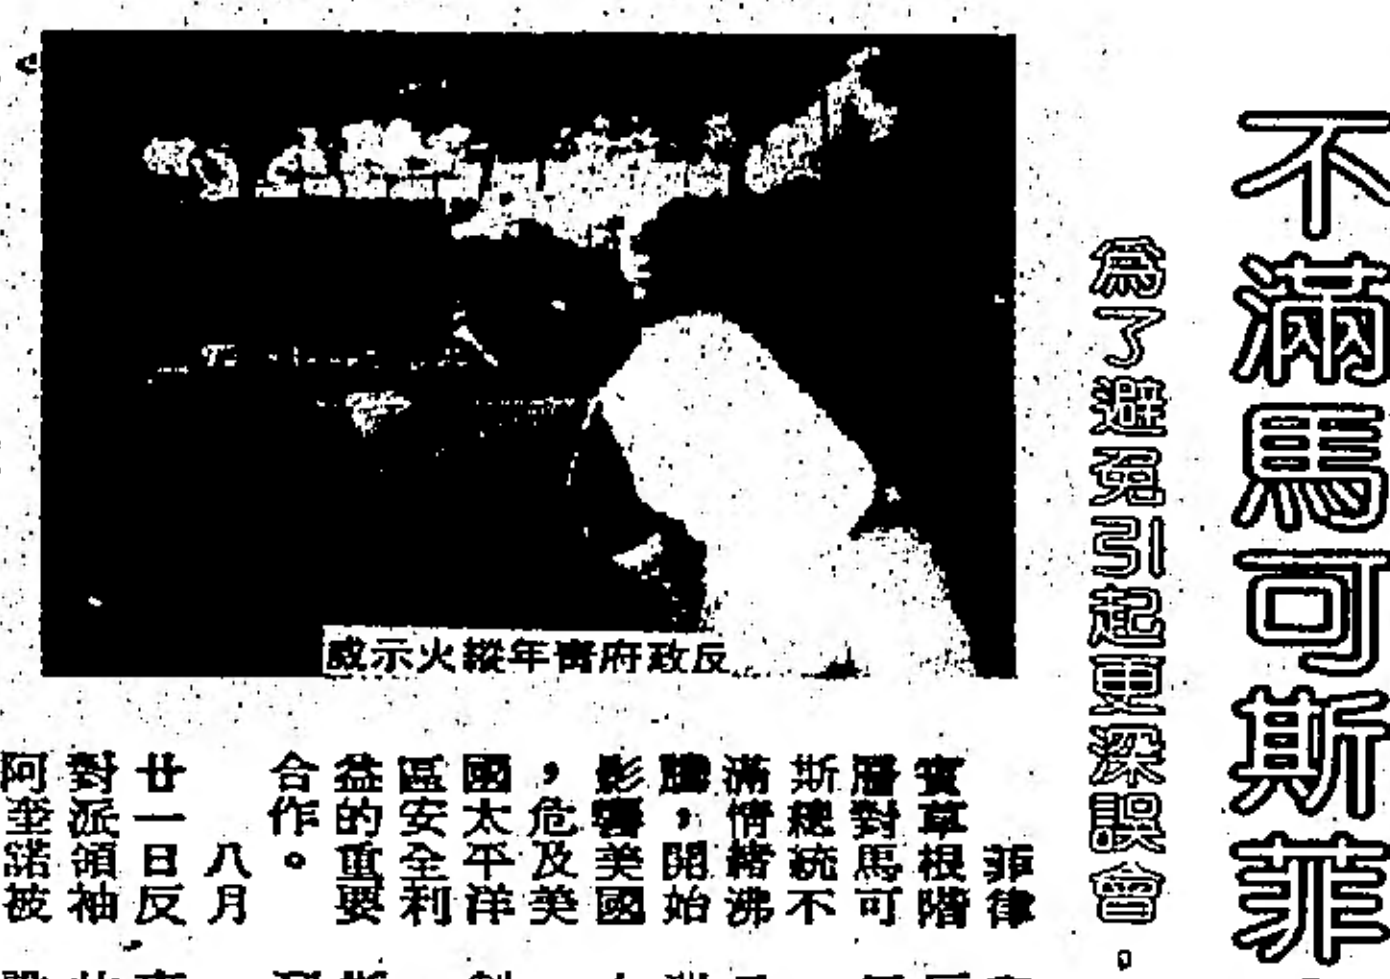 不滿馬可斯菲
為了避免引起更深誤會，
反政府青年縱火示威
菲律
賓草根階
層對馬可
斯總統不
滿情緒沸
騰，開始
影響美國
，危及美
國太平洋
區安全利
益的重要
合作。
八月
廿一日反
對派領袖
阿奎諾被